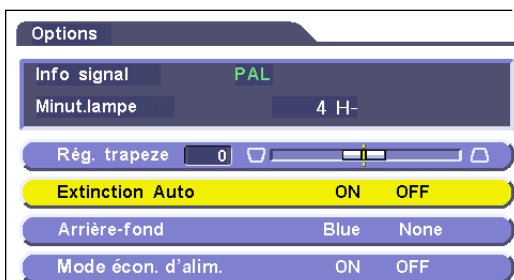 Options
Info signal PAL
Minut.lampe 4 H-
Rég. trapeze 0
Extinction Auto ON OFF
Arrière-fond Blue None
Mode écon. d'alim. ON OFF